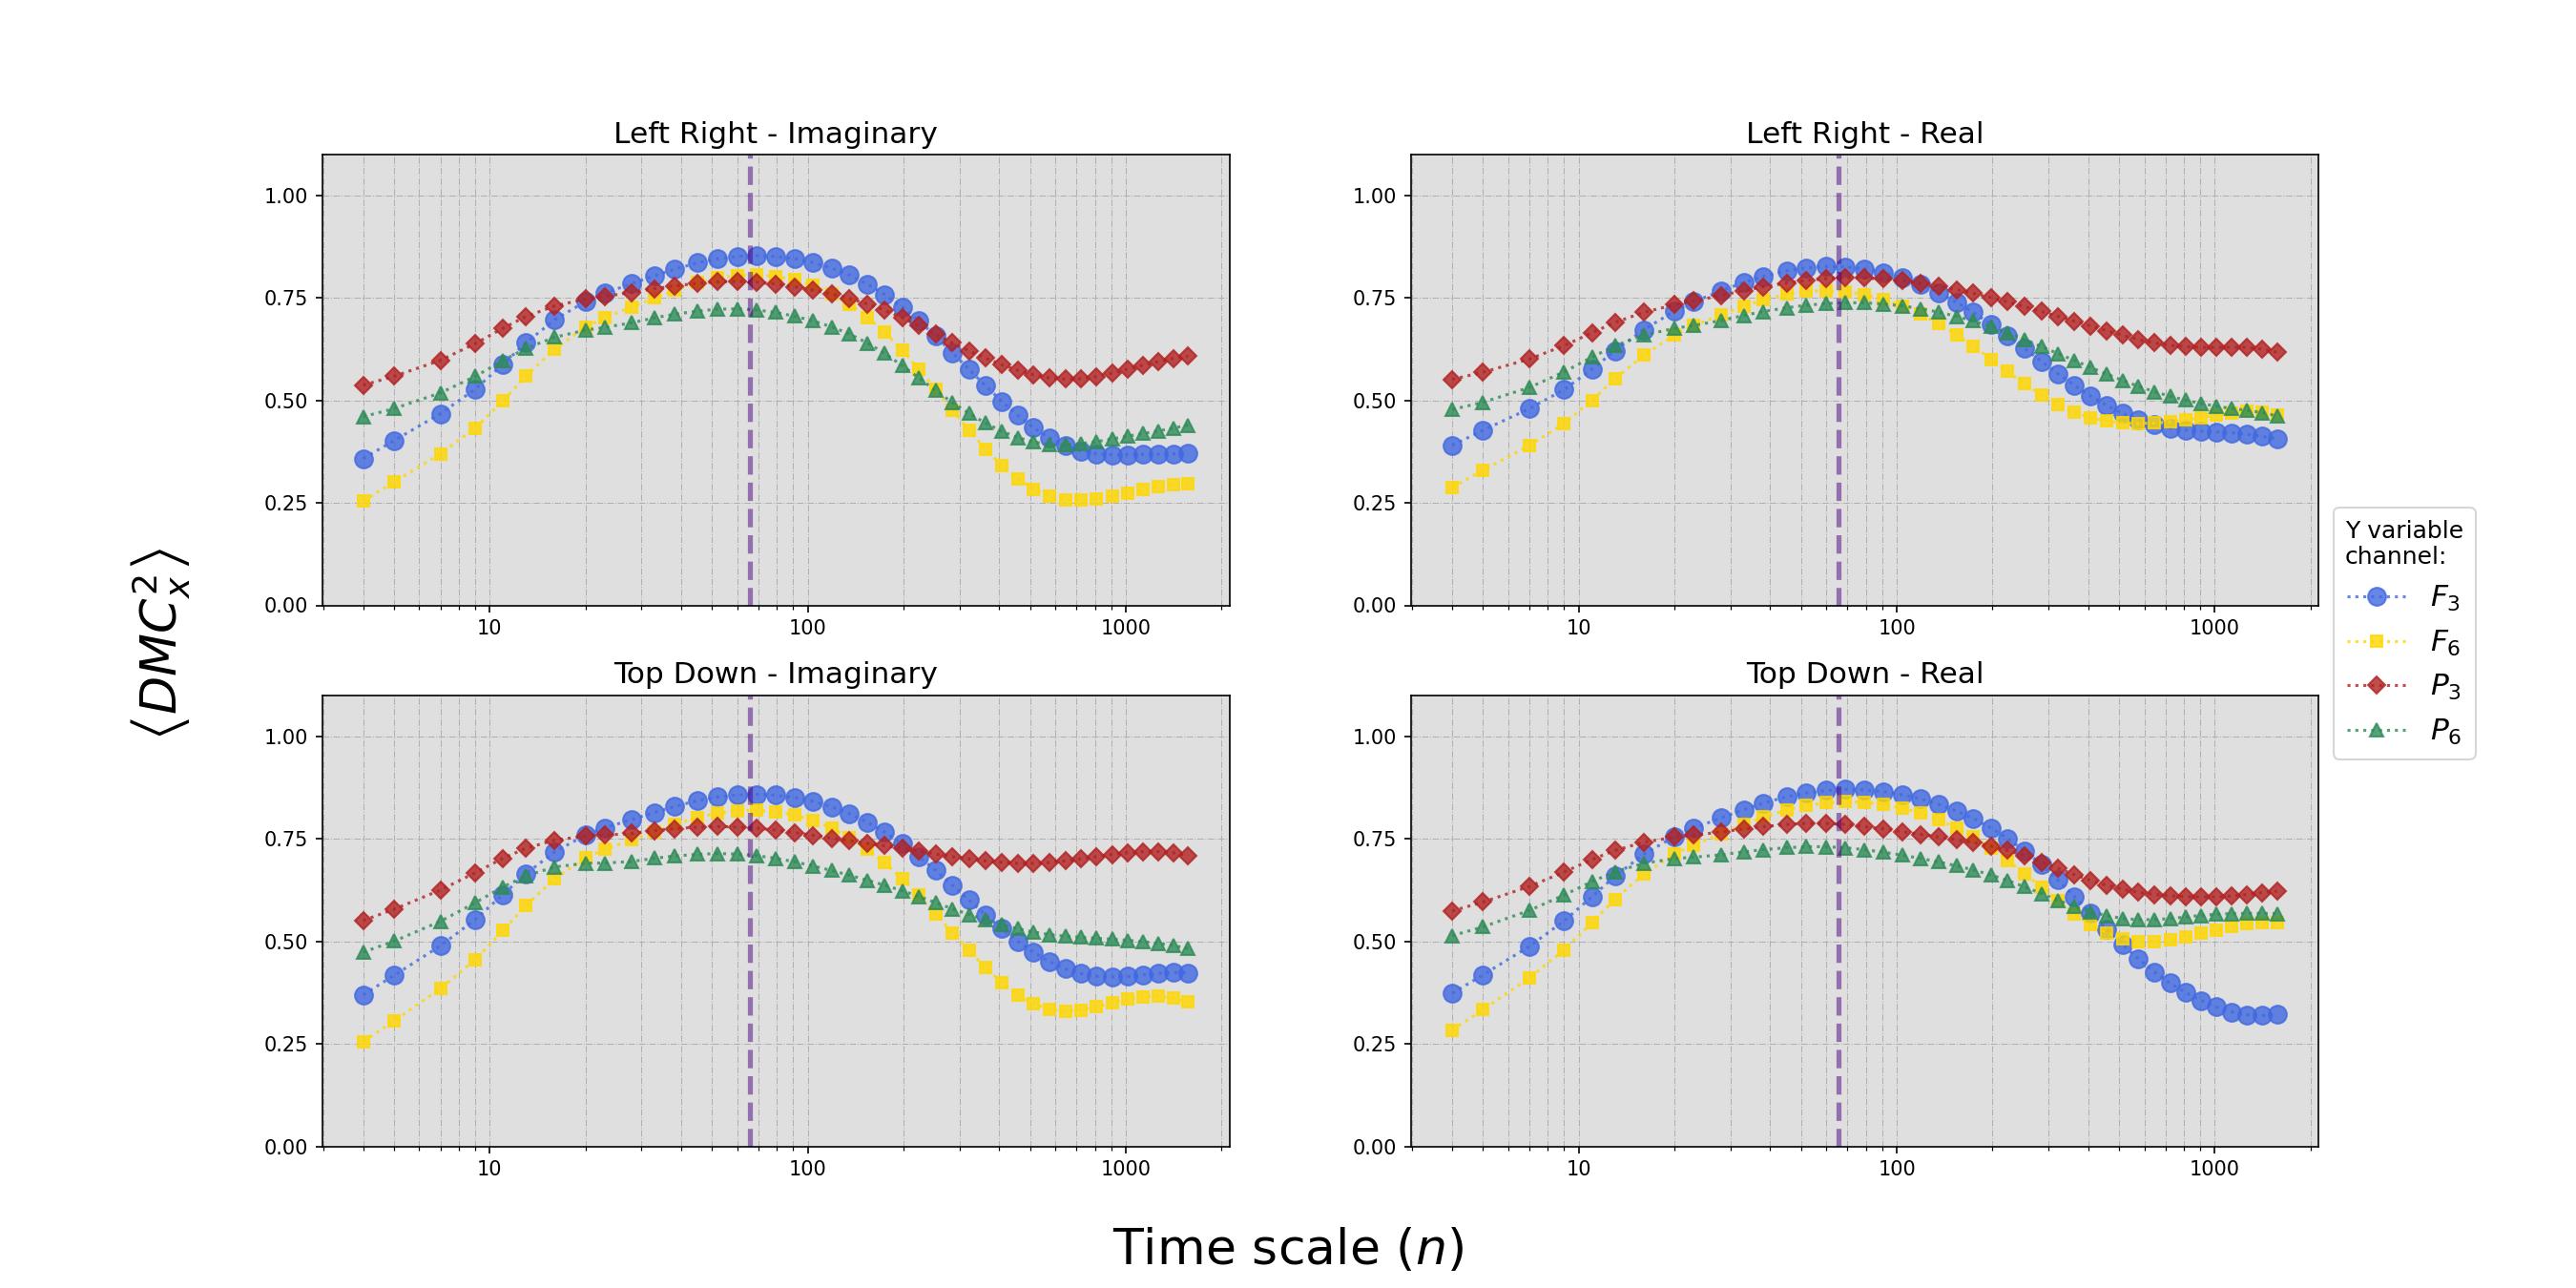 Left Right - Imaginary
1.00
0.75
0.50
0.25
0.00
10 100 1000
Left Right - Real
1.00
0.75
0.50
0.25
0.00
10 100 1000
Top Down - Imaginary
1.00
0.75
0.50
0.25
0.00
10 100 1000
Top Down - Real
1.00
0.75
0.50
0.25
0.00
10 100 1000
⟨DMC²ₓ⟩
Time scale (n)
Y variable
channel:
F₃
F₆
P₃
P₆